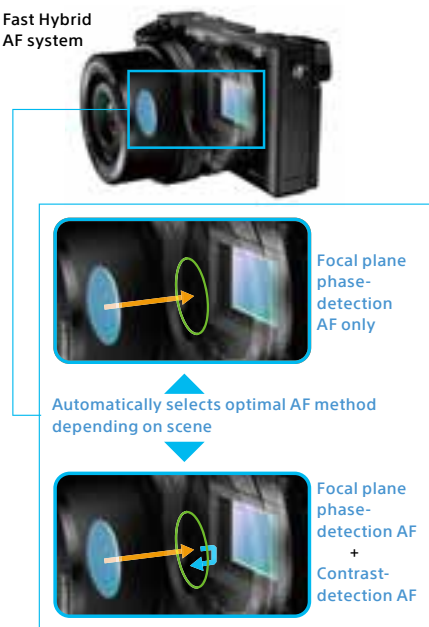 Fast Hybrid
AF system
Focal plane
phase-
detection
AF only
Automatically selects optimal AF method
depending on scene
Focal plane
phase-
detection AF
+
Contrast-
detection AF